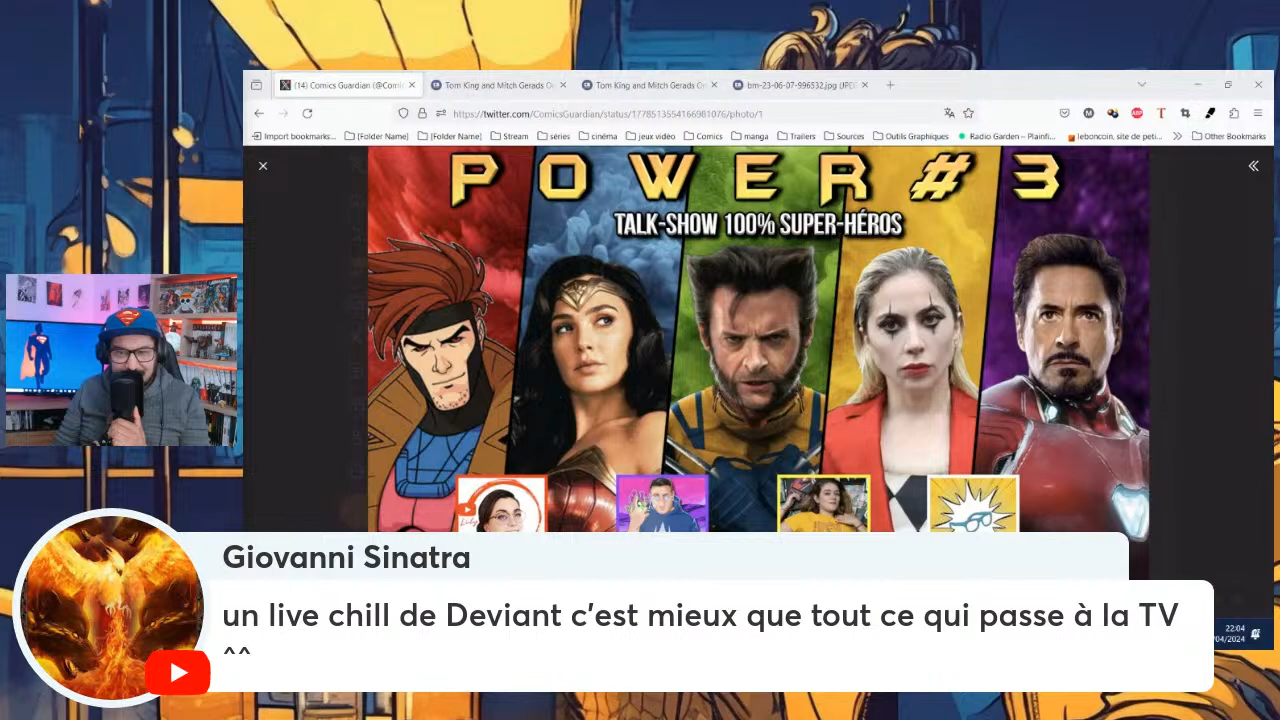 (14) Comics Guardian (@Comic
Tom King and Mitch Gerads O
Tom King and Mitch Gerads O
bm-23-06-07-996532.jpg (JPE
https://twitter.com/ComicsGuardian/status/1778513554166981076/photo/1
Import bookmarks...
[Folder Name]
[Folder Name]
Stream
séries
cinéma
jeux vidéo
Comics
manga
Trailers
Sources
Outils Graphiques
Radio Garden – Plainfi...
leboncoin, site de peti...
Other Bookmarks
POWER#3
TALK-SHOW 100% SUPER-HÉROS
Giovanni Sinatra
un live chill de Deviant c'est mieux que tout ce qui passe à la TV
^^
22:04
/04/2024